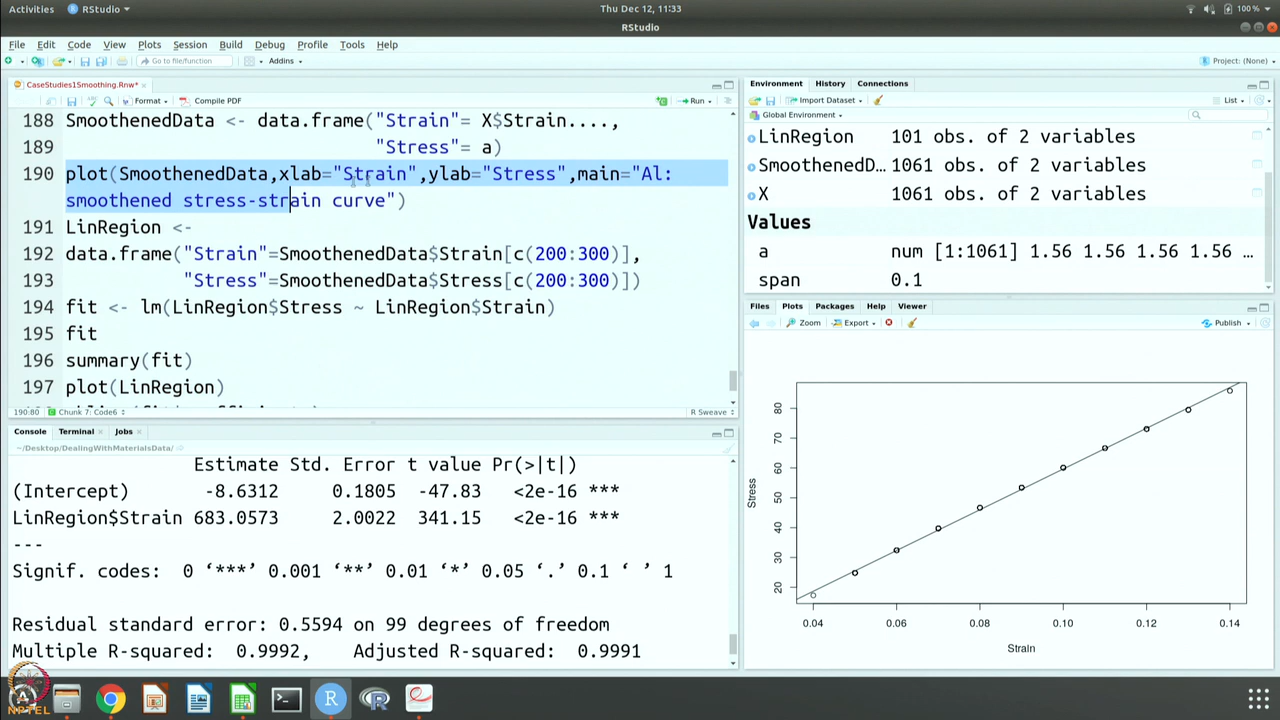 Activities
RStudio
Thu Dec 12, 11:33
100 %
RStudio
File Edit Code View Plots Session Build Debug Profile Tools Help
Go to file/function
Addins
Project: (None)
CaseStudies1Smoothing.Rnw*
Format
Compile PDF
Run
188 SmoothenedData <- data.frame("Strain"= X$Strain....,
189 "Stress"= a)
190 plot(SmoothenedData,xlab="Strain",ylab="Stress",main="Al:
smoothened stress-strain curve")
191 LinRegion <-
192 data.frame("Strain"=SmoothenedData$Strain[c(200:300)],
193 "Stress"=SmoothenedData$Stress[c(200:300)])
194 fit <- lm(LinRegion$Stress ~ LinRegion$Strain)
195 fit
196 summary(fit)
197 plot(LinRegion)
190:80
Chunk 7: Code6
R Sweave
Console Terminal Jobs
~/Desktop/DealingWithMaterialsData/
Estimate Std. Error t value Pr(>|t|)
(Intercept) -8.6312 0.1805 -47.83 <2e-16 ***
LinRegion$Strain 683.0573 2.0022 341.15 <2e-16 ***
---
Signif. codes: 0 ‘***’ 0.001 ‘**’ 0.01 ‘*’ 0.05 ‘.’ 0.1 ‘ ’ 1
Residual standard error: 0.5594 on 99 degrees of freedom
Multiple R-squared: 0.9992, Adjusted R-squared: 0.9991
Environment History Connections
Import Dataset
List
Global Environment
LinRegion 101 obs. of 2 variables
SmoothenedD… 1061 obs. of 2 variables
X 1061 obs. of 2 variables
Values
a num [1:1061] 1.56 1.56 1.56 1.56 …
span 0.1
Files Plots Packages Help Viewer
Zoom
Export
Publish
Stress
80
70
60
50
40
30
20
0.04 0.06 0.08 0.10 0.12 0.14
Strain
NPTEL